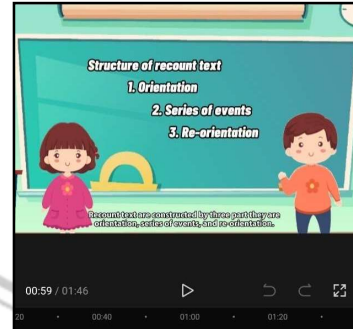 Structure of recount text
1. Orientation
2. Series of events
3. Re-orientation
Recount text are constructed by three part they are
orientation, series of events, and re-orientation.
00:59 / 01:46
20 00:40 01:00 01:20